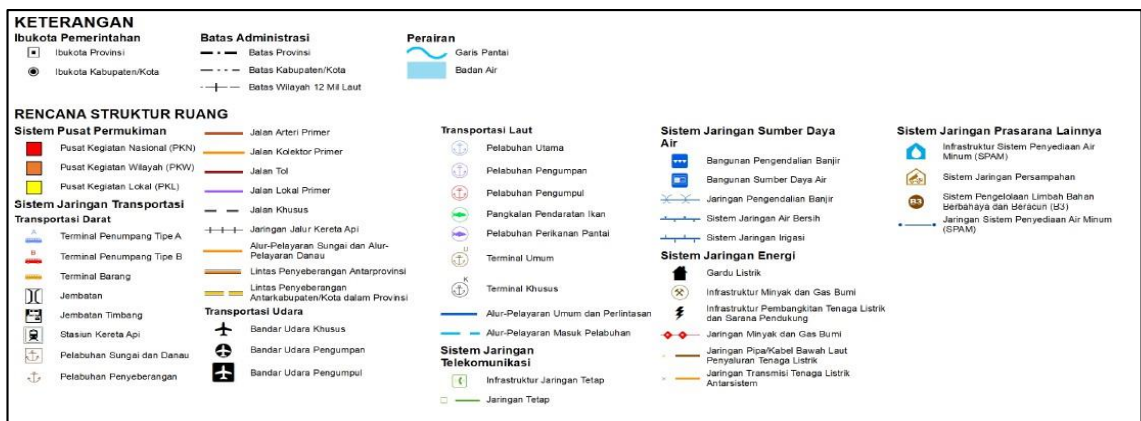 KETERANGAN
Ibukota Pemerintahan
Ibukota Provinsi
Ibukota Kabupaten/Kota
Batas Administrasi
Batas Provinsi
Batas Kabupaten/Kota
Batas Wilayah 12 Mil Laut
Perairan
Garis Pantai
Badan Air
RENCANA STRUKTUR RUANG
Sistem Pusat Permukiman
Pusat Kegiatan Nasional (PKN)
Pusat Kegiatan Wilayah (PKW)
Pusat Kegiatan Lokal (PKL)
Sistem Jaringan Transportasi
Transportasi Darat
A
Terminal Penumpang Tipe A
B
Terminal Penumpang Tipe B
Terminal Barang
Jembatan
Jembatan Timbang
Stasiun Kereta Api
Pelabuhan Sungai dan Danau
Pelabuhan Penyeberangan
Jalan Arteri Primer
Jalan Kolektor Primer
Jalan Tol
Jalan Lokal Primer
Jalan Khusus
Jaringan Jalur Kereta Api
Alur-Pelayaran Sungai dan Alur-
Pelayaran Danau
Lintas Penyeberangan Antarprovinsi
Lintas Penyeberangan
Antarkabupaten/Kota dalam Provinsi
Transportasi Udara
Bandar Udara Khusus
Bandar Udara Pengumpan
Bandar Udara Pengumpul
Transportasi Laut
Pelabuhan Utama
Pelabuhan Pengumpan
Pelabuhan Pengumpul
Pangkalan Pendaratan Ikan
Pelabuhan Perikanan Pantai
U
Terminal Umum
K
Terminal Khusus
Alur-Pelayaran Umum dan Perlintasan
Alur-Pelayaran Masuk Pelabuhan
Sistem Jaringan
Telekomunikasi
Infrastruktur Jaringan Tetap
Jaringan Tetap
Sistem Jaringan Sumber Daya
Air
Bangunan Pengendalian Banjir
Bangunan Sumber Daya Air
Jaringan Pengendalian Banjir
Sistem Jaringan Air Bersih
Sistem Jaringan Irigasi
Sistem Jaringan Energi
Gardu Listrik
Infrastruktur Minyak dan Gas Bumi
Infrastruktur Pembangkitan Tenaga Listrik
dan Sarana Pendukung
Jaringan Minyak dan Gas Bumi
Jaringan Pipa/Kabel Bawah Laut
Penyaluran Tenaga Listrik
Jaringan Transmisi Tenaga Listrik
Antarsistem
Sistem Jaringan Prasarana Lainnya
Infrastruktur Sistem Penyediaan Air
Minum (SPAM)
Sistem Jaringan Persampahan
B3
Sistem Pengelolaan Limbah Bahan
Berbahaya dan Beracun (B3)
Jaringan Sistem Penyediaan Air Minum
(SPAM)